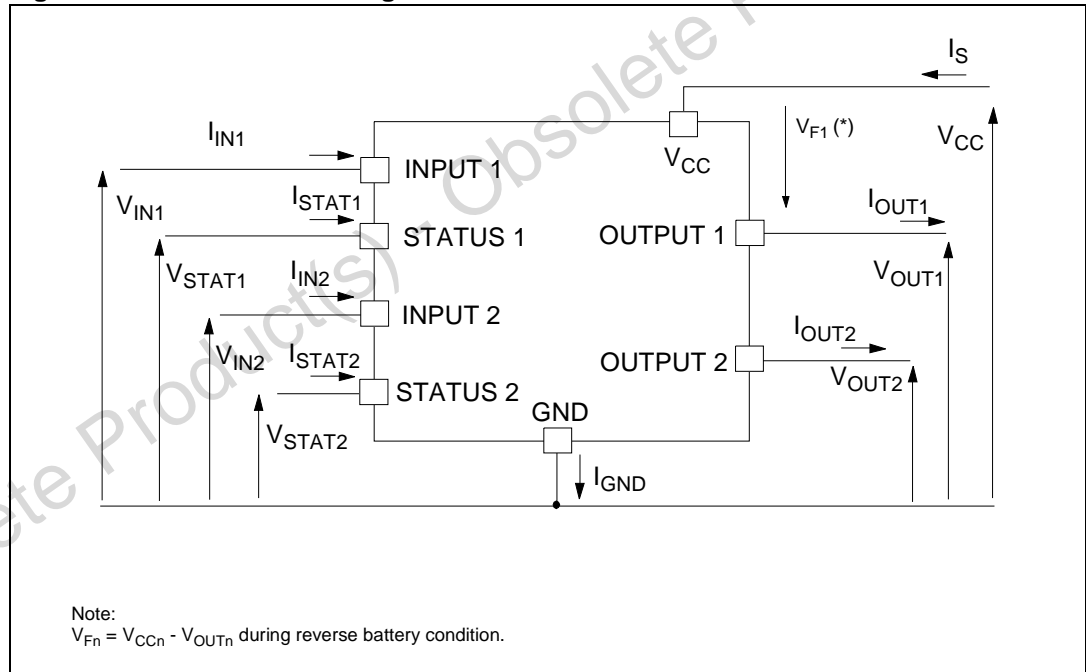 I_S
V_F1 (*)
V_CC
V_CC
I_IN1
INPUT 1
V_IN1
I_STAT1
STATUS 1
OUTPUT 1
I_OUT1
V_STAT1
V_OUT1
I_IN2
INPUT 2
V_IN2
I_OUT2
I_STAT2
OUTPUT 2
V_OUT2
STATUS 2
GND
V_STAT2
I_GND
Note:
V_Fn = V_CCn - V_OUTn during reverse battery condition.
Product(s) - Obsolete